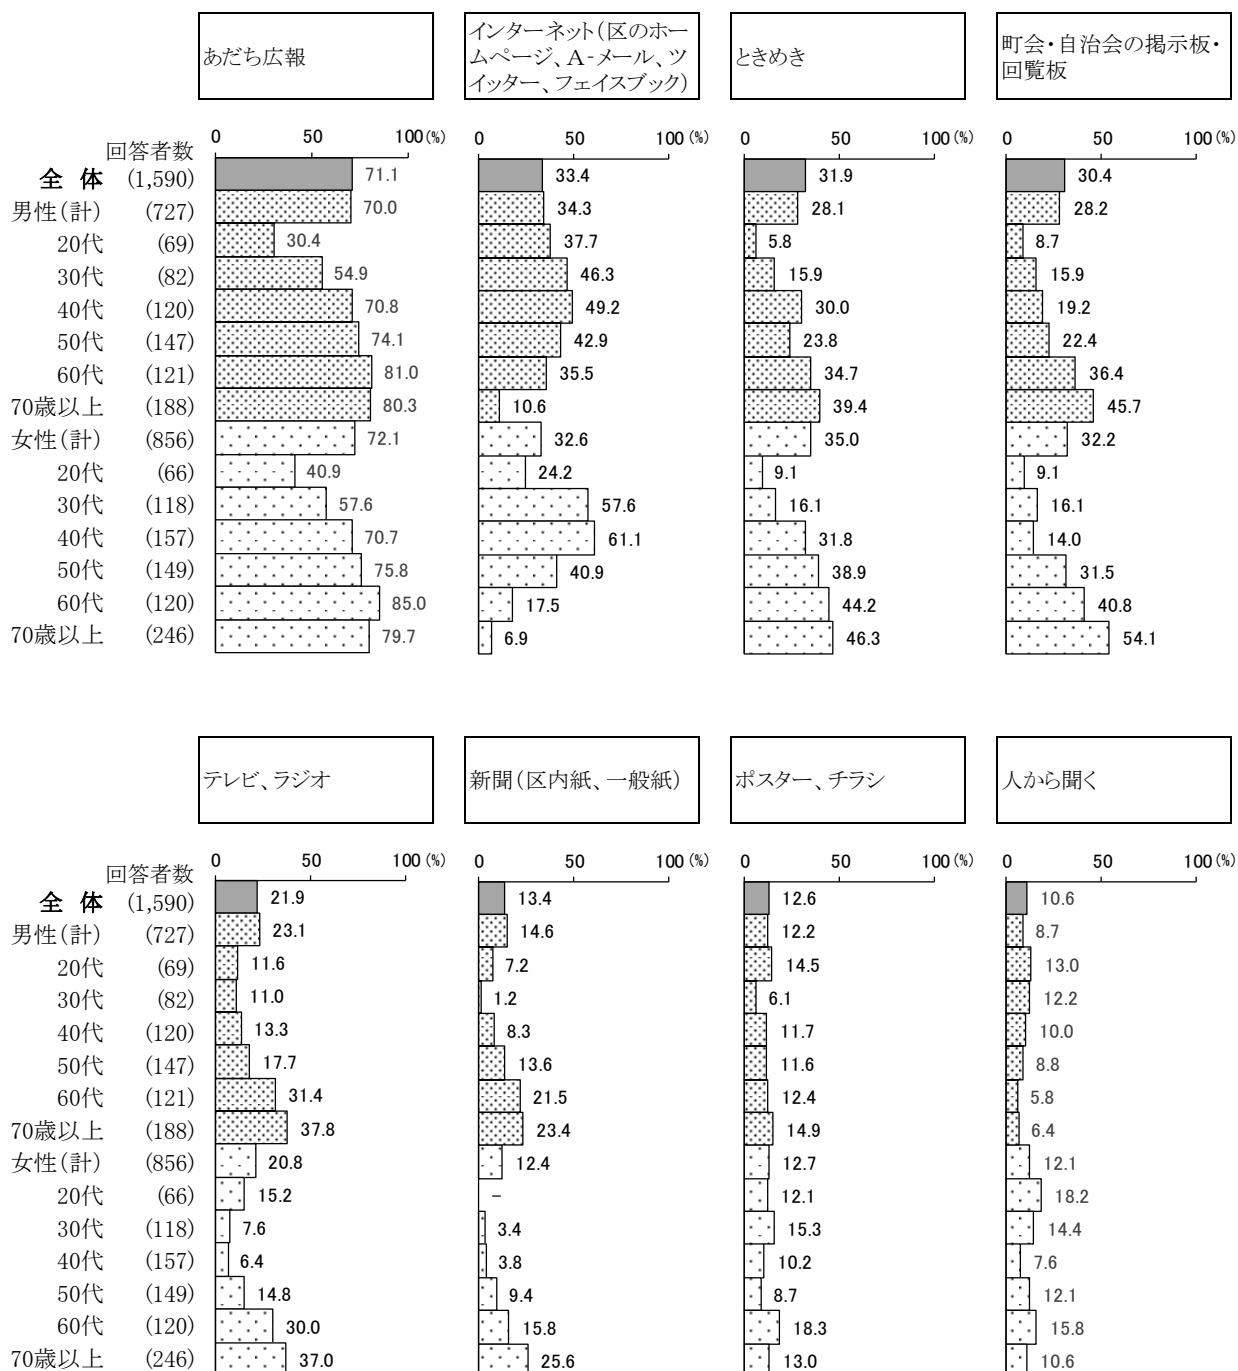 あだち広報
インターネット(区のホー
ムページ、A-メール、ツ
イッター、フェイスブック)
ときめき
町会・自治会の掲示板・
回覧板
回答者数 0 50 100(%) 0 50 100(%) 0 50 100(%) 0 50 100(%)
全 体 (1,590) 71.1 33.4 31.9 30.4
男性(計) (727) 70.0 34.3 28.1 28.2
20代 (69) 30.4 37.7 5.8 8.7
30代 (82) 54.9 46.3 15.9 15.9
40代 (120) 70.8 49.2 30.0 19.2
50代 (147) 74.1 42.9 23.8 22.4
60代 (121) 81.0 35.5 34.7 36.4
70歳以上 (188) 80.3 10.6 39.4 45.7
女性(計) (856) 72.1 32.6 35.0 32.2
20代 (66) 40.9 24.2 9.1 9.1
30代 (118) 57.6 57.6 16.1 16.1
40代 (157) 70.7 61.1 31.8 14.0
50代 (149) 75.8 40.9 38.9 31.5
60代 (120) 85.0 17.5 44.2 40.8
70歳以上 (246) 79.7 6.9 46.3 54.1
テレビ、ラジオ
新聞(区内紙、一般紙)
ポスター、チラシ
人から聞く
回答者数 0 50 100(%) 0 50 100(%) 0 50 100(%) 0 50 100(%)
全 体 (1,590) 21.9 13.4 12.6 10.6
男性(計) (727) 23.1 14.6 12.2 8.7
20代 (69) 11.6 7.2 14.5 13.0
30代 (82) 11.0 1.2 6.1 12.2
40代 (120) 13.3 8.3 11.7 10.0
50代 (147) 17.7 13.6 11.6 8.8
60代 (121) 31.4 21.5 12.4 5.8
70歳以上 (188) 37.8 23.4 14.9 6.4
女性(計) (856) 20.8 12.4 12.7 12.1
20代 (66) 15.2 - 12.1 18.2
30代 (118) 7.6 3.4 15.3 14.4
40代 (157) 6.4 3.8 10.2 7.6
50代 (149) 14.8 9.4 8.7 12.1
60代 (120) 30.0 15.8 18.3 15.8
70歳以上 (246) 37.0 25.6 13.0 10.6